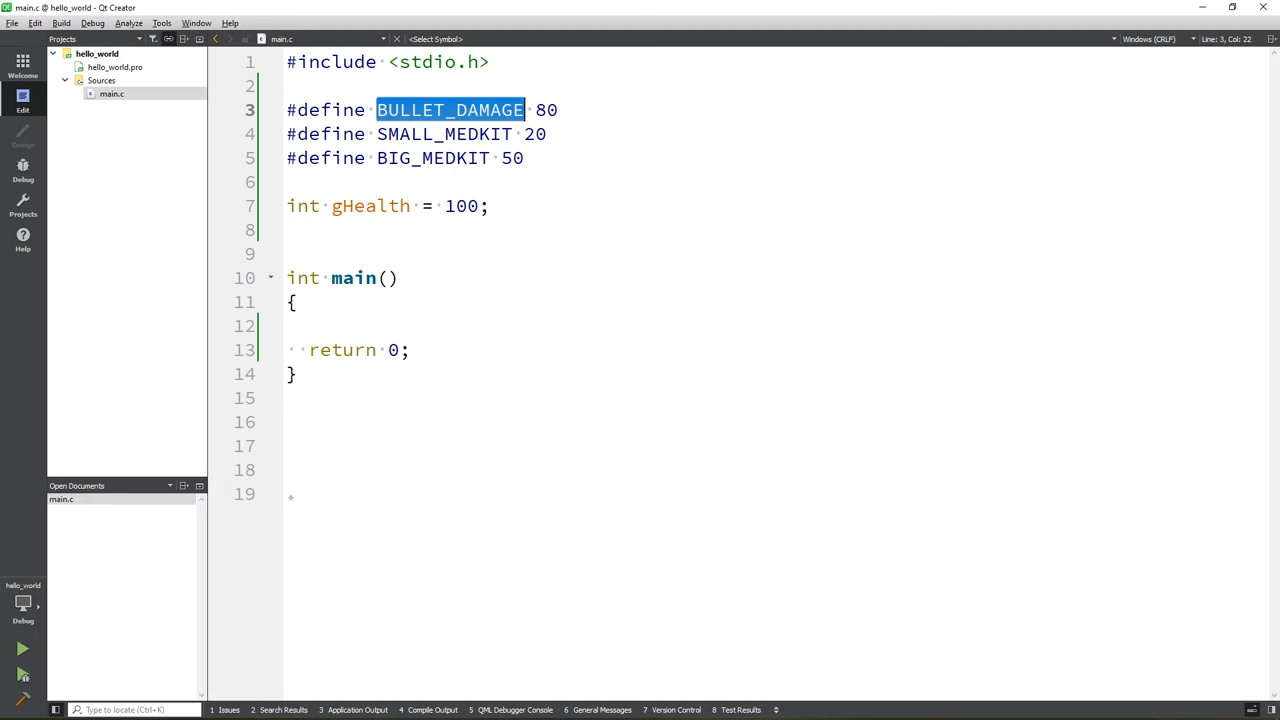 main.c @ hello_world - Qt Creator
File Edit Build Debug Analyze Tools Window Help
Projects main.c <Select Symbol> Windows (CRLF) Line: 3, Col: 22
hello_world
hello_world.pro
Sources
main.c
Welcome
Edit
Design
Debug
Projects
Help
1 #include <stdio.h>
2
3 #define BULLET_DAMAGE 80
4 #define SMALL_MEDKIT 20
5 #define BIG_MEDKIT 50
6
7 int gHealth = 100;
8
9
10 int main()
11 {
12
13 return 0;
14 }
15
16
17
18
19
Open Documents
main.c
hello_world
Debug
Type to locate (Ctrl+K) 1 Issues 2 Search Results 3 Application Output 4 Compile Output 5 QML Debugger Console 6 General Messages 7 Version Control 8 Test Results